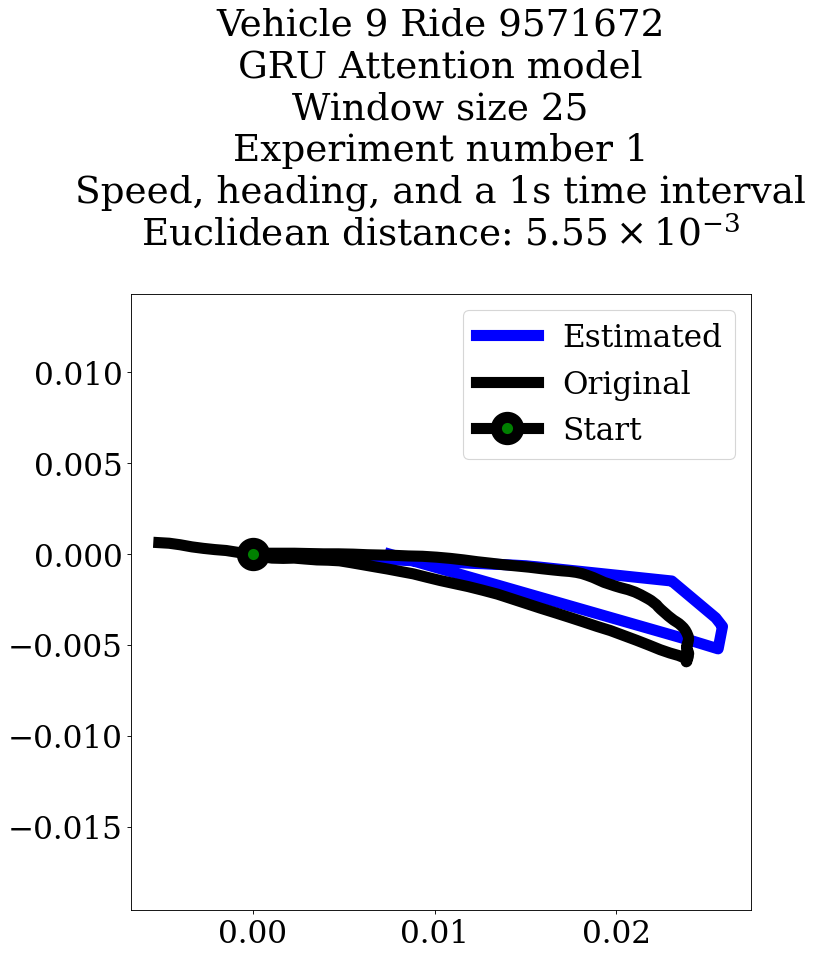 Vehicle 9 Ride 9571672
GRU Attention model
Window size 25
Experiment number 1
Speed, heading, and a 1s time interval
Euclidean distance: 5.55 × 10⁻³
Estimated
Original
Start
0.010
0.005
0.000
−0.005
−0.010
−0.015
0.00 0.01 0.02